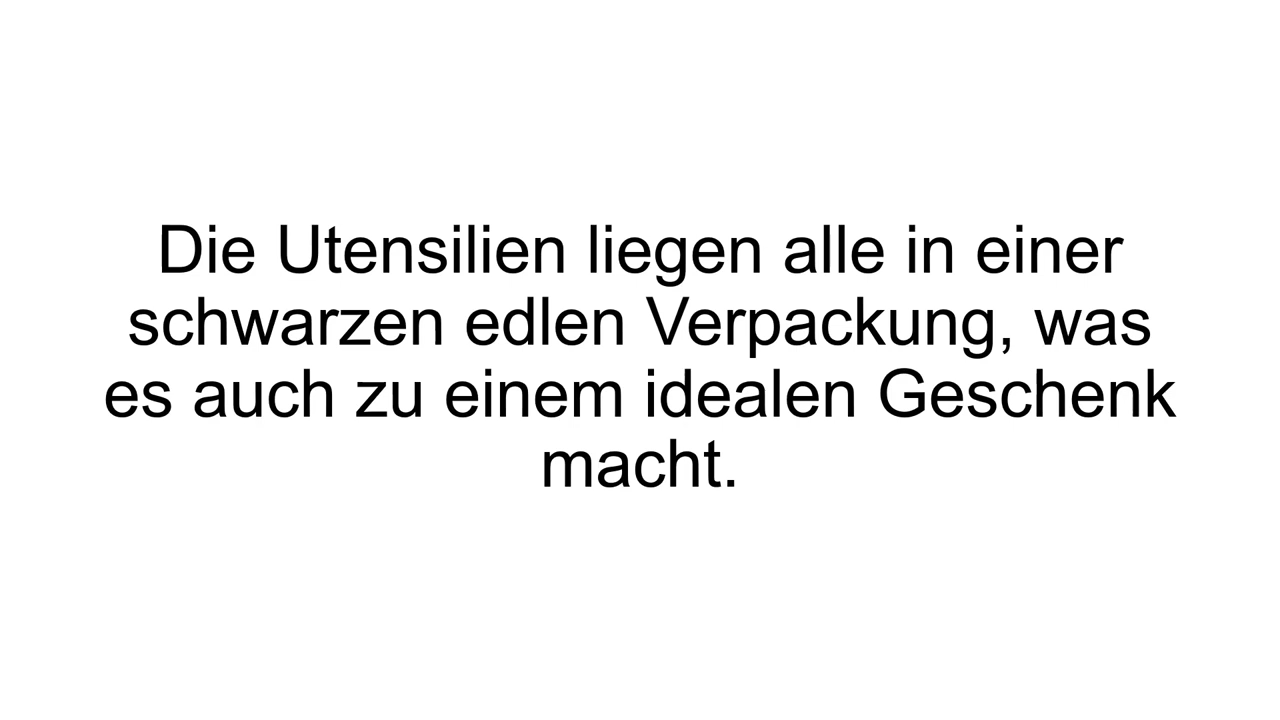 Die Utensilien liegen alle in einer
schwarzen edlen Verpackung, was
es auch zu einem idealen Geschenk
macht.